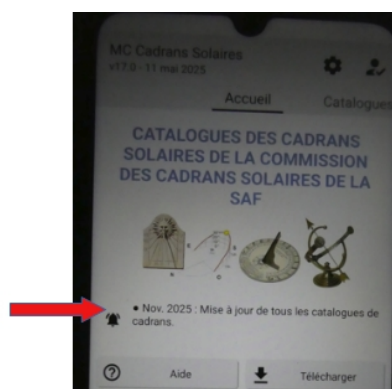 MC Cadrans Solaires
v17.0 - 11 mai 2025
Accueil
Catalogues
CATALOGUES DES CADRANS
SOLAIRES DE LA COMMISSION
DES CADRANS SOLAIRES DE LA
SAF
● Nov. 2025 : Mise à jour de tous les catalogues de
cadrans.
Aide
Télécharger